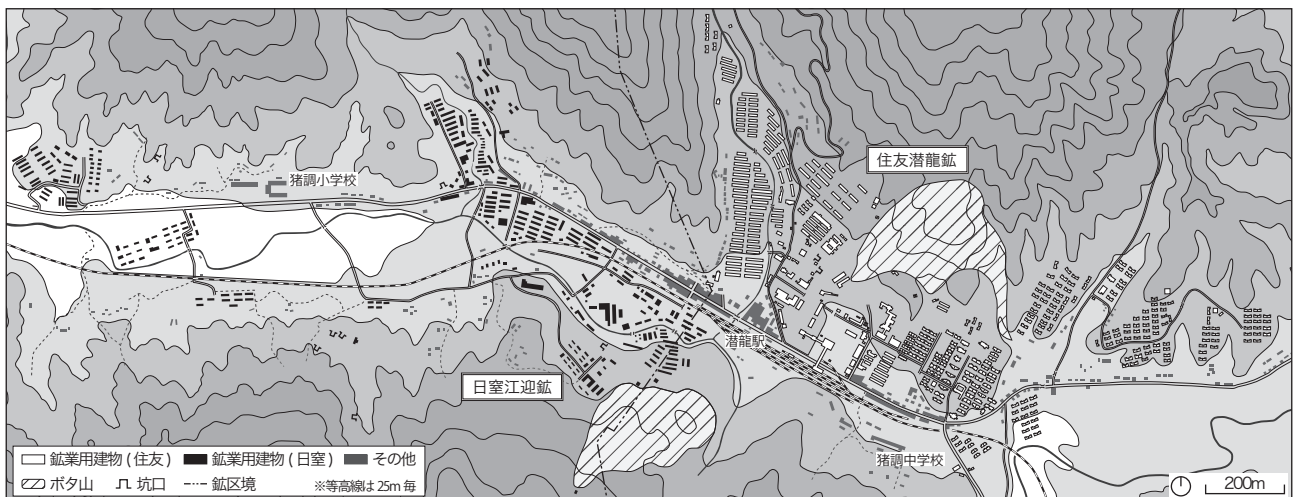 猪調小学校
住友潜龍鉱
潜龍駅
日窒江迎鉱
猪調中学校
鉱業用建物 ( 住友 ) 鉱業用建物 ( 日窒 ) その他
ボタ山 坑口 鉱区境 ※等高線は 25m 毎
200m